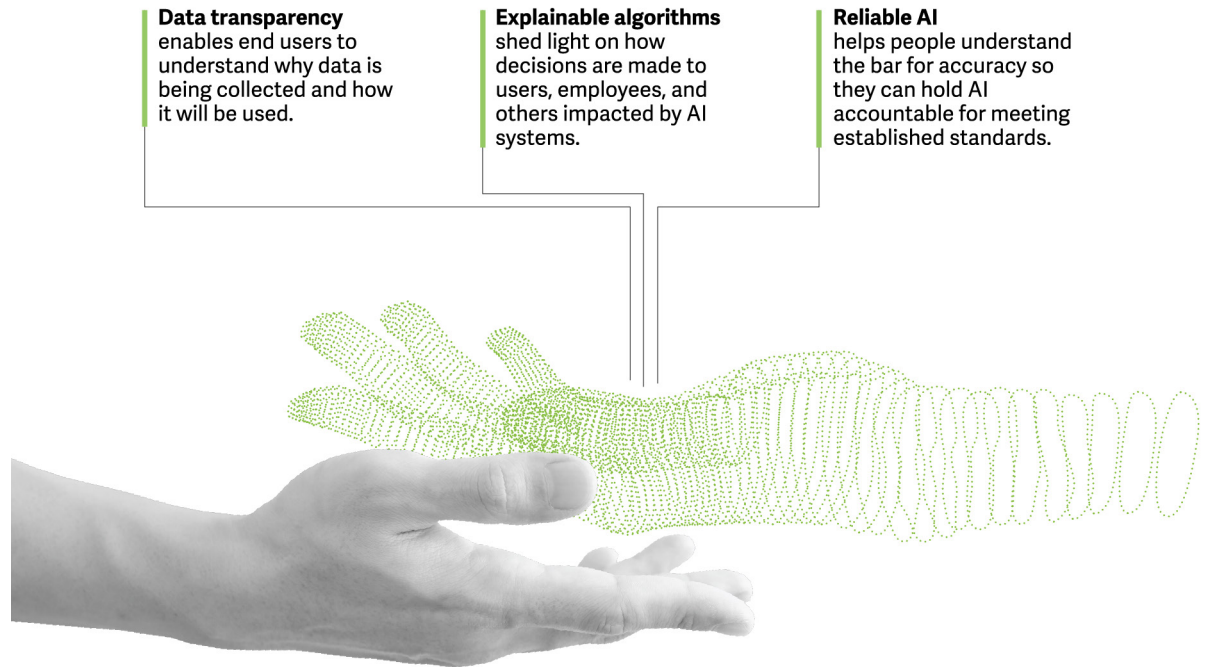 Data transparency
enables end users to
understand why data is
being collected and how
it will be used.
Explainable algorithms
shed light on how
decisions are made to
users, employees, and
others impacted by AI
systems.
Reliable AI
helps people understand
the bar for accuracy so
they can hold AI
accountable for meeting
established standards.